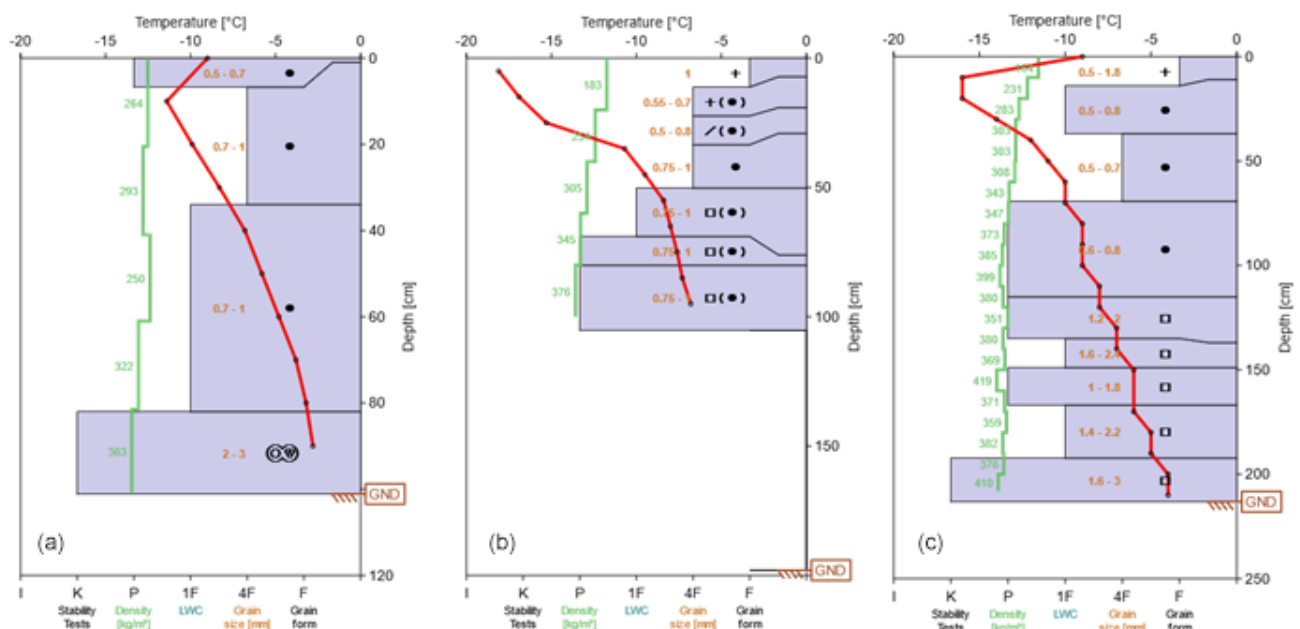 Temperature [°C]
-20 -15 -10 -5 0
0
20
40
60
80
120
Depth [cm]
264
293
250
322
363
0.5 - 0.7
0.7 - 1
0.7 - 1
2 - 3
GND
(a)
I K P 1F 4F F
Stability Tests
Density [kg/m³]
LWC
Grain size [mm]
Grain form
Temperature [°C]
-20 -15 -10 -5 0
0
50
100
150
Depth [cm]
183
305
345
376
1
0.55 - 0.7
0.5 - 0.8
0.75 - 1
0.75 - 1
0.75 - 1
GND
(b)
I K P 1F 4F F
Stability Tests
Density [kg/m³]
LWC
Grain size [mm]
Grain form
Temperature [°C]
-20 -15 -10 -5 0
0
50
100
150
200
250
Depth [cm]
231
283
303
303
308
343
347
373
385
399
380
351
380
369
419
371
359
382
376
410
0.5 - 1.8
0.5 - 0.8
0.5 - 0.7
1.6 - 2.4
1 - 1.8
1.4 - 2.2
1.6 - 3
GND
(c)
I K P 1F 4F F
Stability Tests
Density [kg/m³]
LWC
Grain size [mm]
Grain form